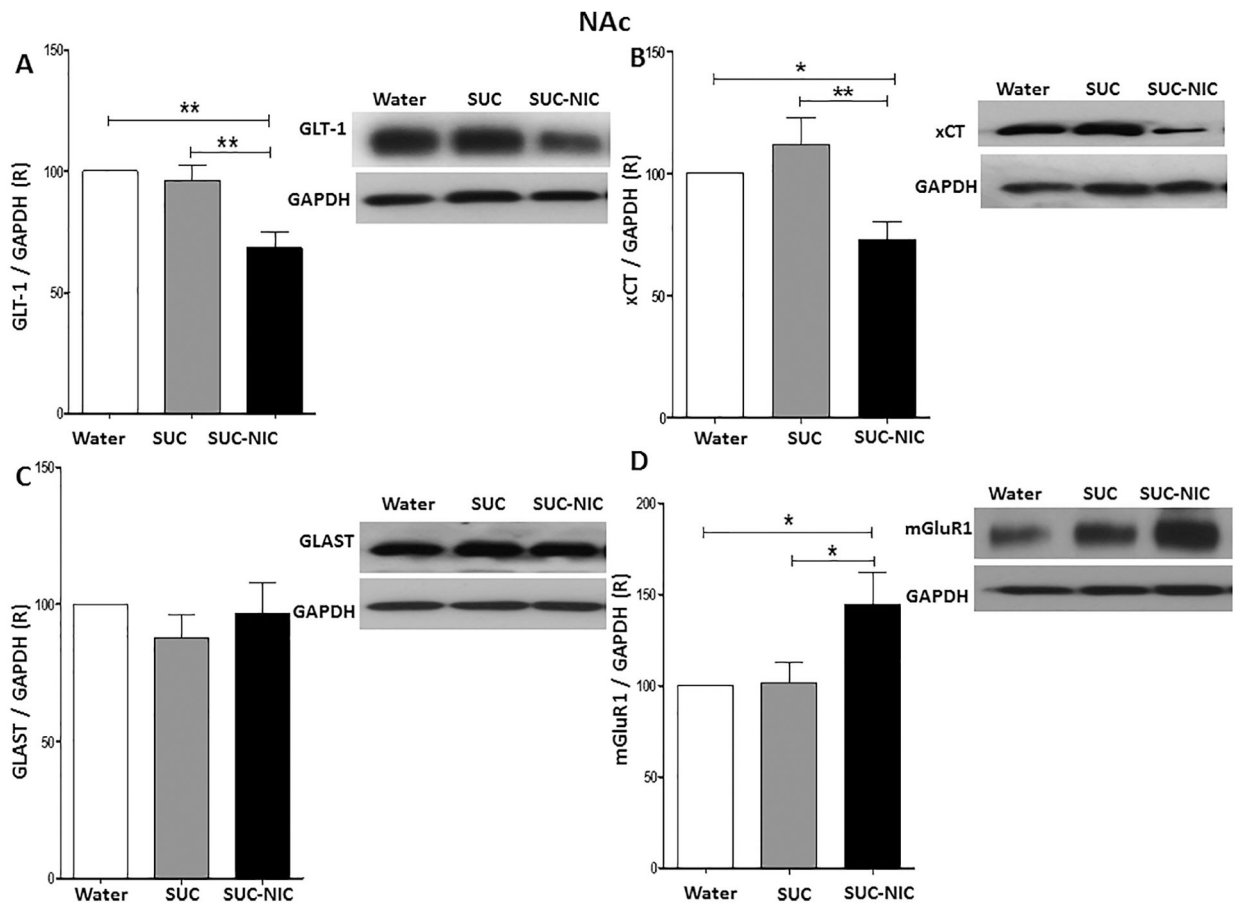 NAc
A
150
100
50
0
GLT-1 / GAPDH (R)
**
**
Water SUC SUC-NIC
Water SUC SUC-NIC
GLT-1
GAPDH
B
150
100
50
0
xCT / GAPDH (R)
*
**
Water SUC SUC-NIC
Water SUC SUC-NIC
xCT
GAPDH
C
150
100
50
0
GLAST / GAPDH (R)
Water SUC SUC-NIC
Water SUC SUC-NIC
GLAST
GAPDH
D
200
150
100
50
0
mGluR1 / GAPDH (R)
*
*
Water SUC SUC-NIC
Water SUC SUC-NIC
mGluR1
GAPDH